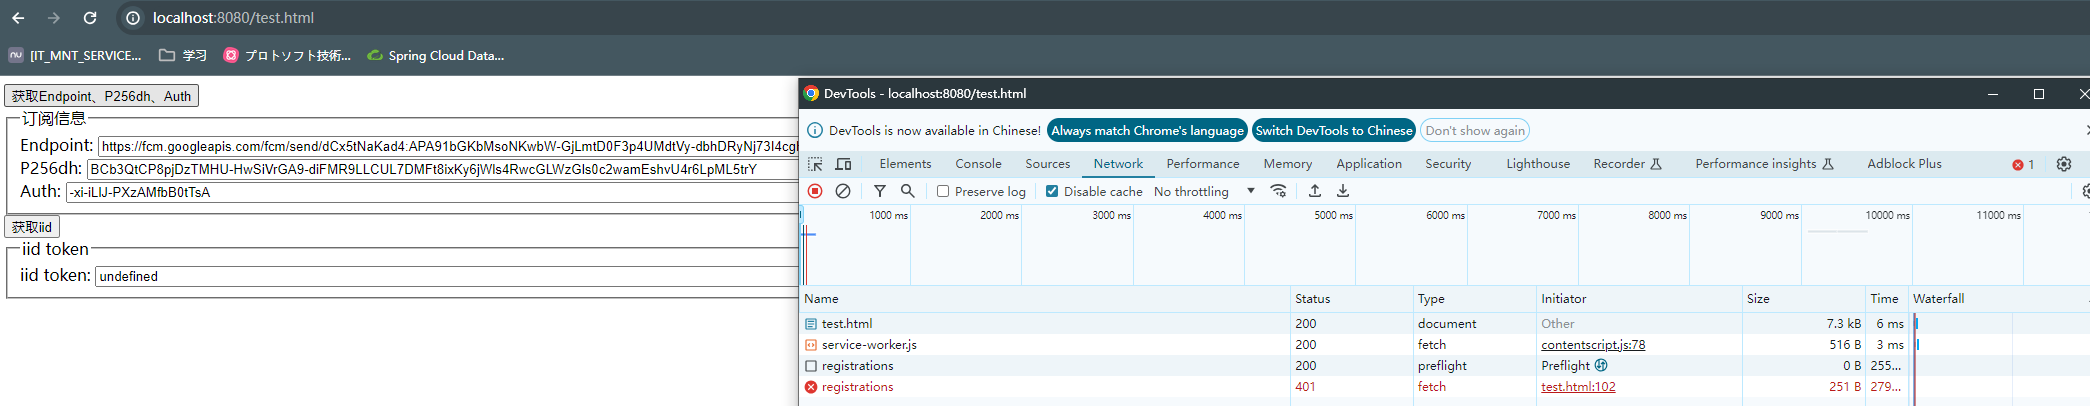 localhost:8080/test.html
[IT_MNT_SERVICE... 学习 プロトソフト技術... Spring Cloud Data...
获取Endpoint、P256dh、Auth
订阅信息
Endpoint: https://fcm.googleapis.com/fcm/send/dCx5tNaKad4:APA91bGKbMsoNKwbW-GjLmtD0F3p4UMdtVy-dbhDRyNj73I4cgl
P256dh: BCb3QtCP8pjDzTMHU-HwSiVrGA9-diFMR9LLCUL7DMFt8ixKy6jWls4RwcGLWzGls0c2wamEshvU4r6LpML5trY
Auth: -xi-iLIJ-PXzAMfbB0tTsA
获取iid
iid token
iid token: undefined
DevTools - localhost:8080/test.html
DevTools is now available in Chinese! Always match Chrome's language Switch DevTools to Chinese Don't show again
Elements Console Sources Network Performance Memory Application Security Lighthouse Recorder Performance insights Adblock Plus 1
Preserve log Disable cache No throttling
1000 ms 2000 ms 3000 ms 4000 ms 5000 ms 6000 ms 7000 ms 8000 ms 9000 ms 10000 ms 11000 ms
Name Status Type Initiator Size Time Waterfall
test.html 200 document Other 7.3 kB 6 ms
service-worker.js 200 fetch contentscript.js:78 516 B 3 ms
registrations 200 preflight Preflight 0 B 255...
registrations 401 fetch test.html:102 251 B 279...